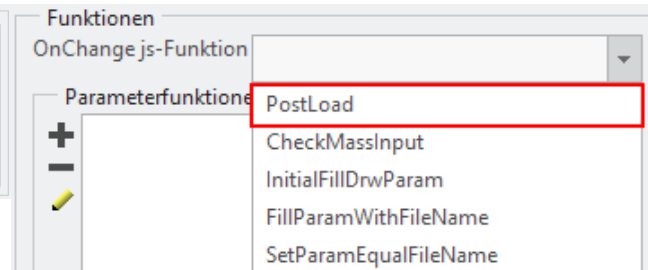 Funktionen
OnChange js-Funktion
Parameterfunktione
PostLoad
CheckMassInput
InitialFillDrwParam
FillParamWithFileName
SetParamEqualFileName